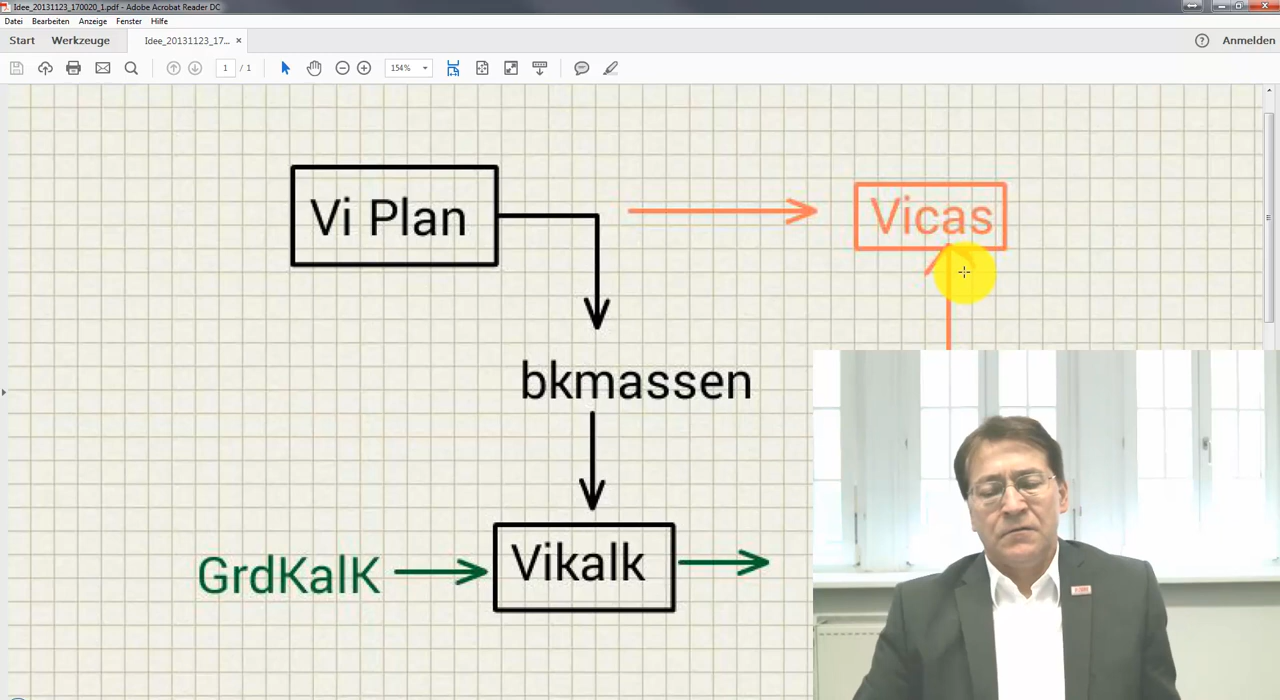 Idee_20131123_170020_1.pdf - Adobe Acrobat Reader DC
Datei Bearbeiten Anzeige Fenster Hilfe
Start Werkzeuge Idee_20131123_17... × Anmelden
1 / 1 154%
Vi Plan
Vicas
bkmassen
GrdKalK
Vikalk